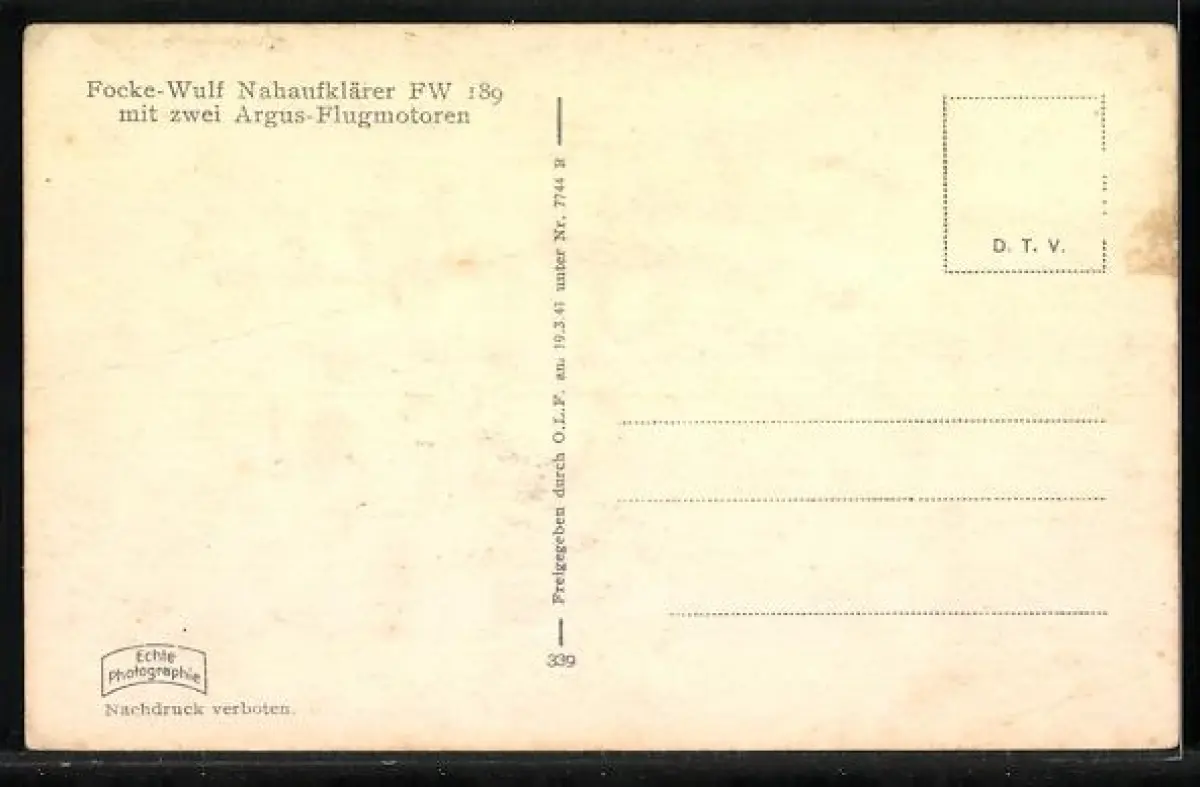 Focke-Wulf Nahaufklärer FW 189
mit zwei Argus-Flugmotoren
D. T. V.
Freigegeben durch O.L.F. am 19.3.41 unter Nr. 7744 R
339
Echte
Photographie
Nachdruck verboten.